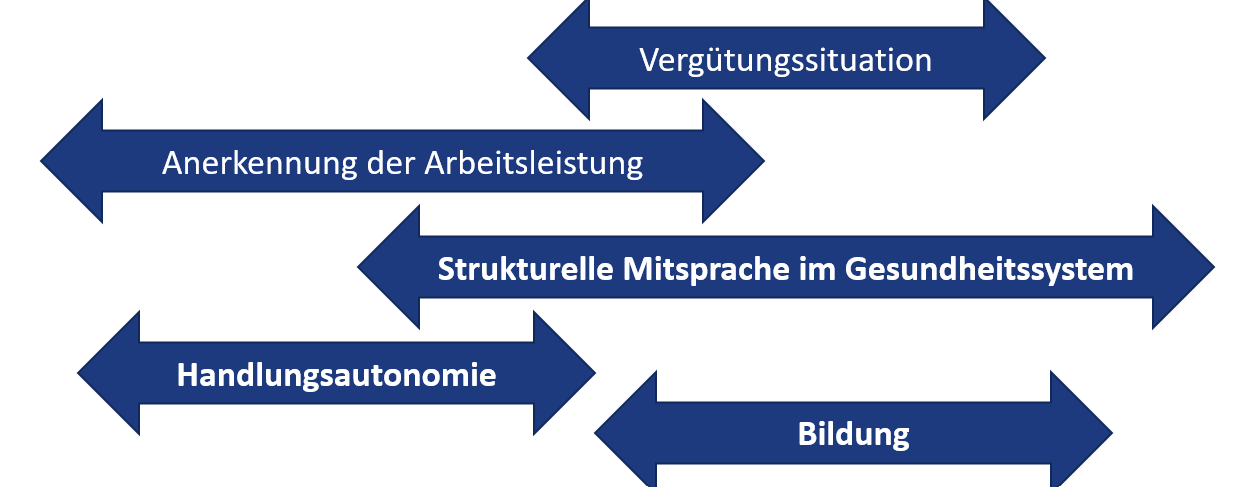 Vergütungssituation
Anerkennung der Arbeitsleistung
Strukturelle Mitsprache im Gesundheitssystem
Handlungsautonomie
Bildung